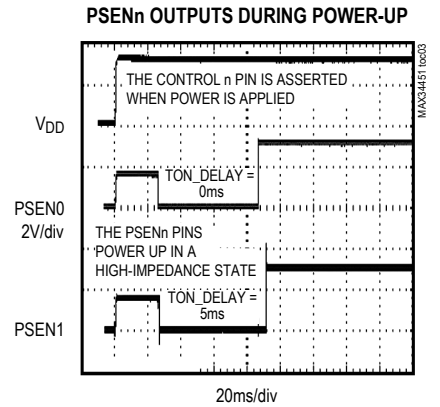 PSENn OUTPUTS DURING POWER-UP
MAX34451 toc03
THE CONTROL n PIN IS ASSERTED
WHEN POWER IS APPLIED
VDD
TON_DELAY =
0ms
PSEN0
2V/div
THE PSENn PINS
POWER UP IN A
HIGH-IMPEDANCE STATE
TON_DELAY =
5ms
PSEN1
20ms/div